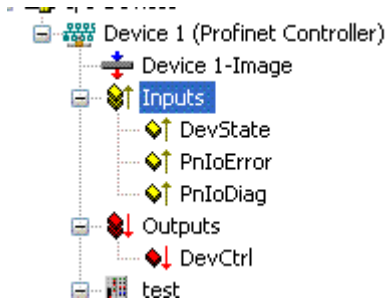 Device 1 (Profinet Controller)
Device 1-Image
Inputs
DevState
PnIoError
PnIoDiag
Outputs
DevCtrl
test